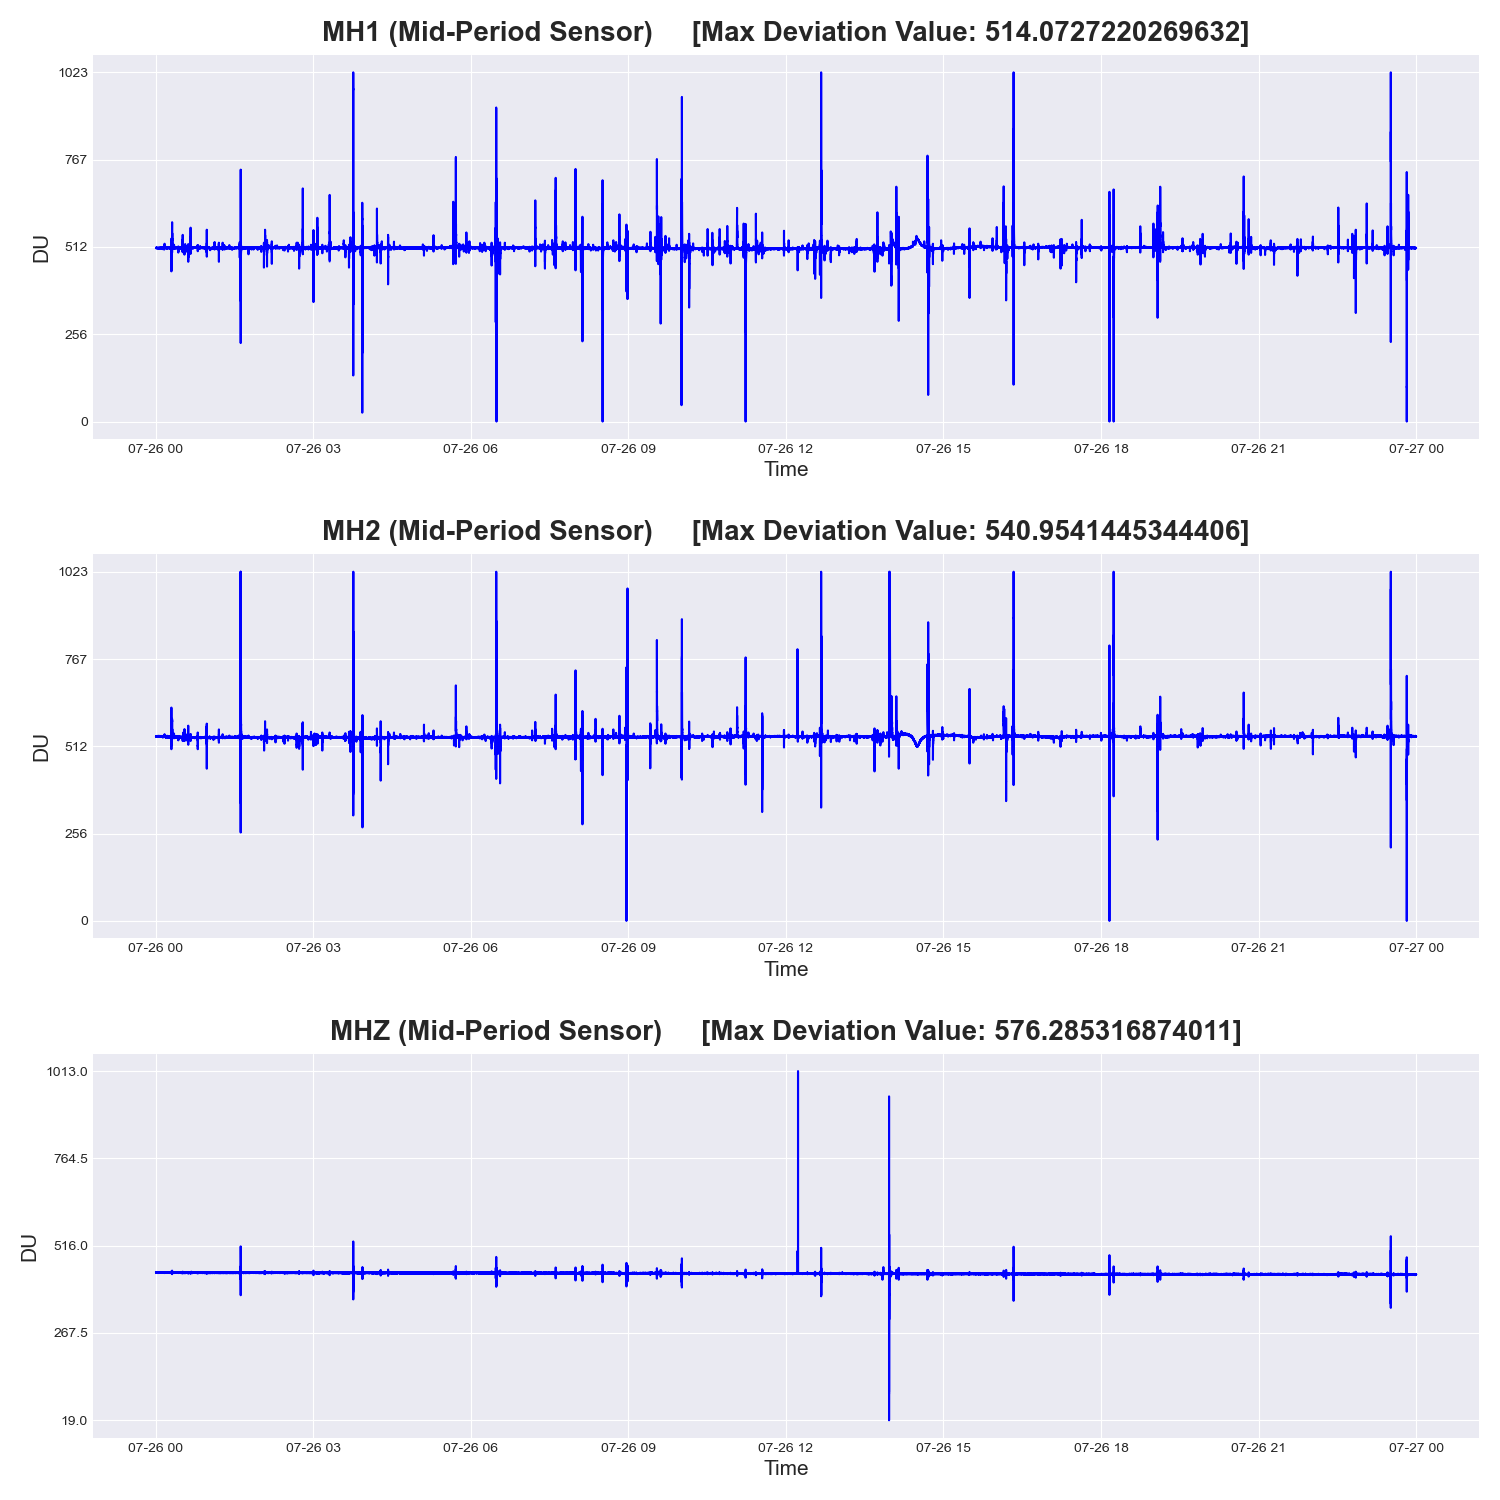 MH1 (Mid-Period Sensor) [Max Deviation Value: 514.0727220269632]
1023
767
512
256
0
DU
07-26 00 07-26 03 07-26 06 07-26 09 07-26 12 07-26 15 07-26 18 07-26 21 07-27 00
Time
MH2 (Mid-Period Sensor) [Max Deviation Value: 540.9541445344406]
1023
767
512
256
0
DU
07-26 00 07-26 03 07-26 06 07-26 09 07-26 12 07-26 15 07-26 18 07-26 21 07-27 00
Time
MHZ (Mid-Period Sensor) [Max Deviation Value: 576.285316874011]
1013.0
764.5
516.0
267.5
19.0
DU
07-26 00 07-26 03 07-26 06 07-26 09 07-26 12 07-26 15 07-26 18 07-26 21 07-27 00
Time